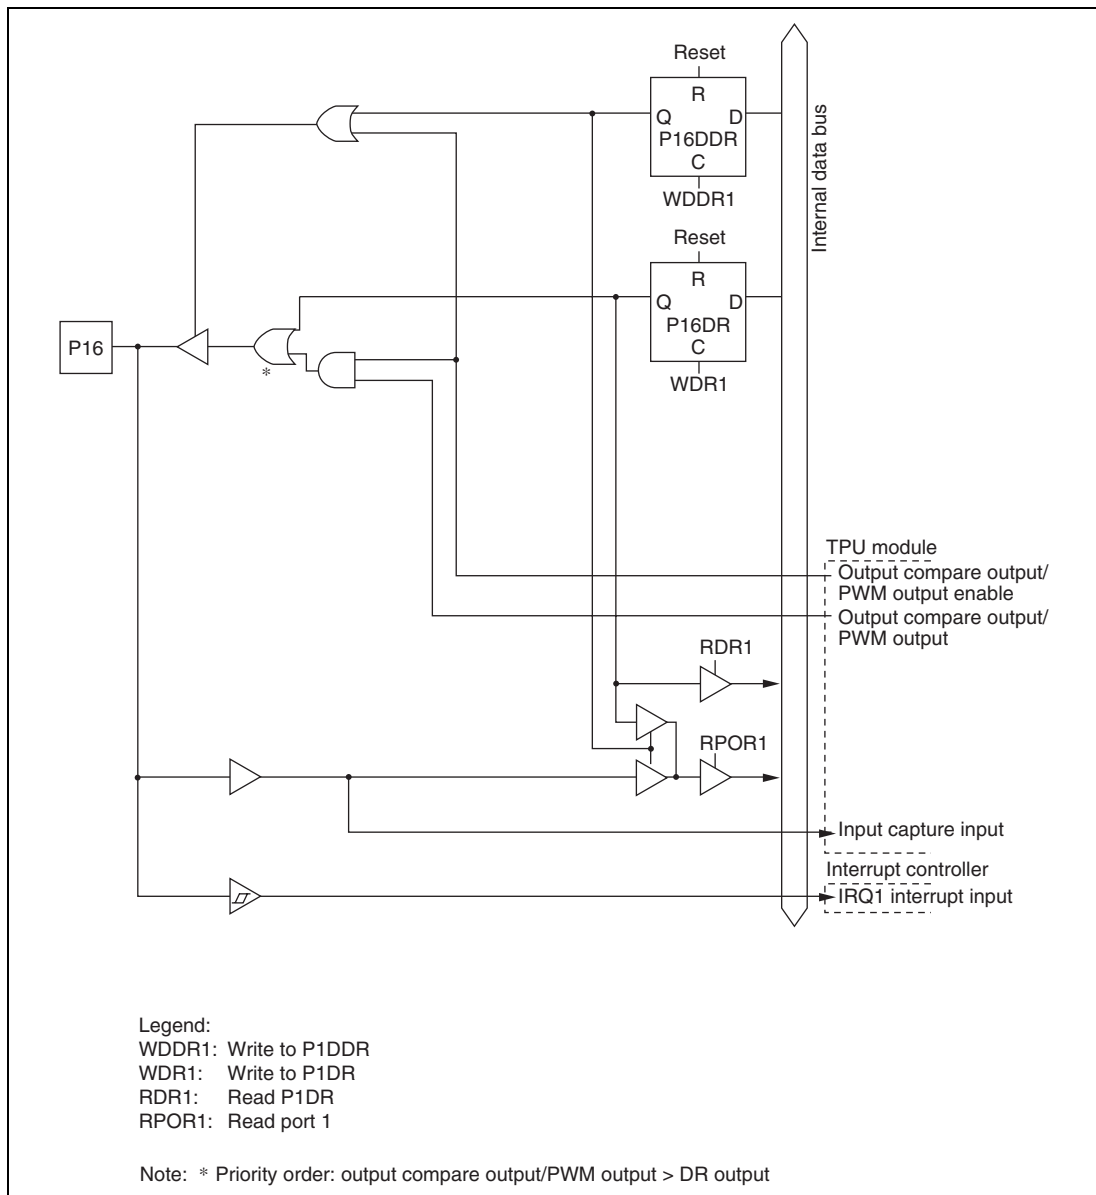 Reset
R
Q D
P16DDR
C
WDDR1
Internal data bus
Reset
R
Q D
P16DR
C
WDR1
P16
*
TPU module
Output compare output/
PWM output enable
Output compare output/
PWM output
RDR1
RPOR1
Input capture input
Interrupt controller
IRQ1 interrupt input
Legend:
WDDR1: Write to P1DDR
WDR1: Write to P1DR
RDR1: Read P1DR
RPOR1: Read port 1
Note: * Priority order: output compare output/PWM output > DR output